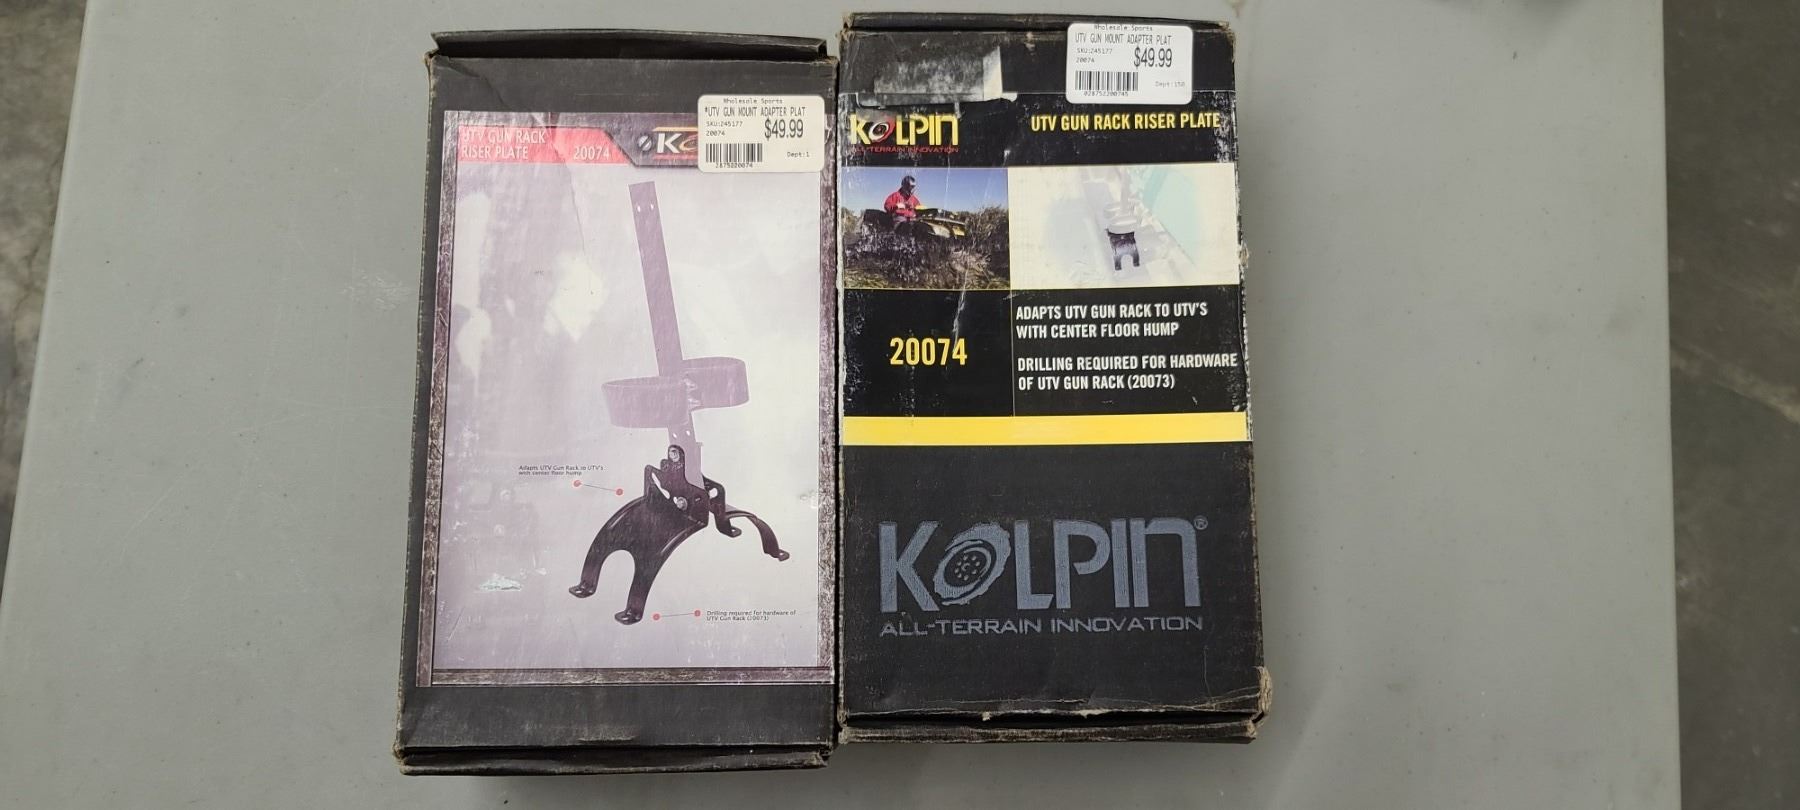 Wholesale Sports
*UTV GUN MOUNT ADAPTER PLAT
SKU:245177
20074
$49.99
Dept:1
2875220074
UTV GUN RACK
RISER PLATE
20074
Adapts UTV Gun Rack to UTV's
with center floor hump
Drilling required for hardware of
UTV Gun Rack (20073)
Wholesale Sports
UTV GUN MOUNT ADAPTER PLAT
SKU:245177
20074
$49.99
Dept:150
028752200745
KOLPIN
ALL-TERRAIN INNOVATION
UTV GUN RACK RISER PLATE
20074
ADAPTS UTV GUN RACK TO UTV'S
WITH CENTER FLOOR HUMP
DRILLING REQUIRED FOR HARDWARE
OF UTV GUN RACK (20073)
KOLPIN®
ALL-TERRAIN INNOVATION